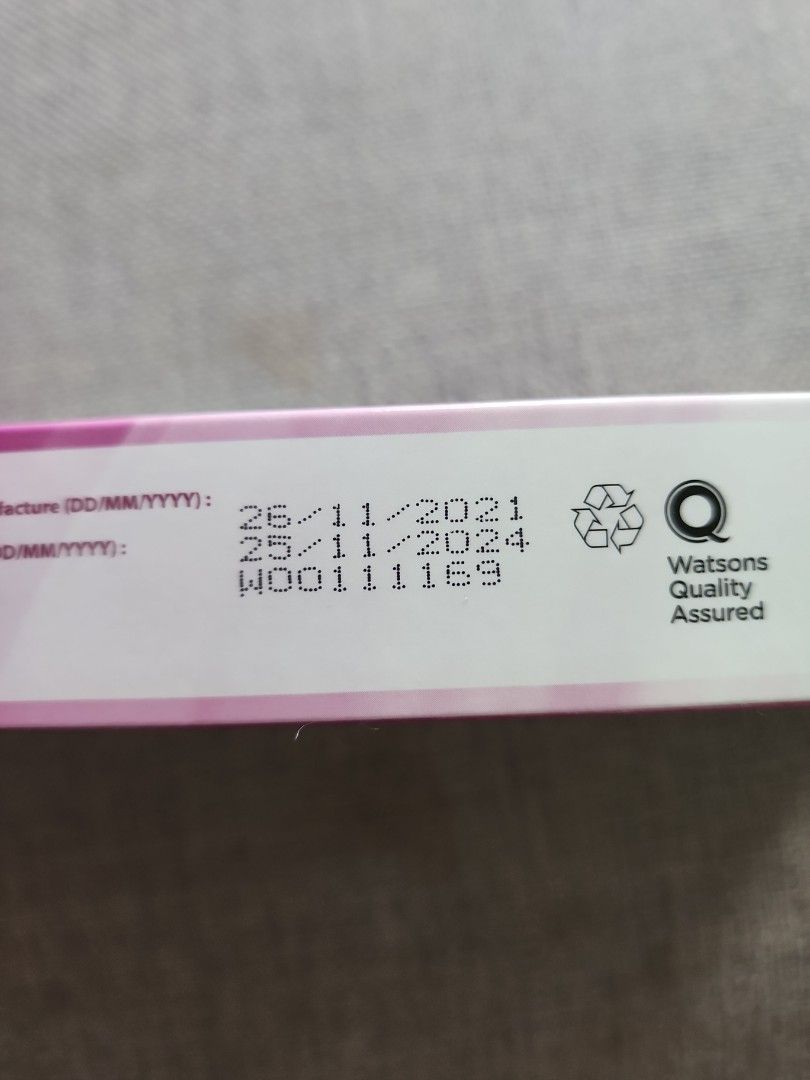 facture (DD/MM/YYYY) : 26/11/2021
DD/MM/YYYY) : 25/11/2024
W00111169
Watsons
Quality
Assured